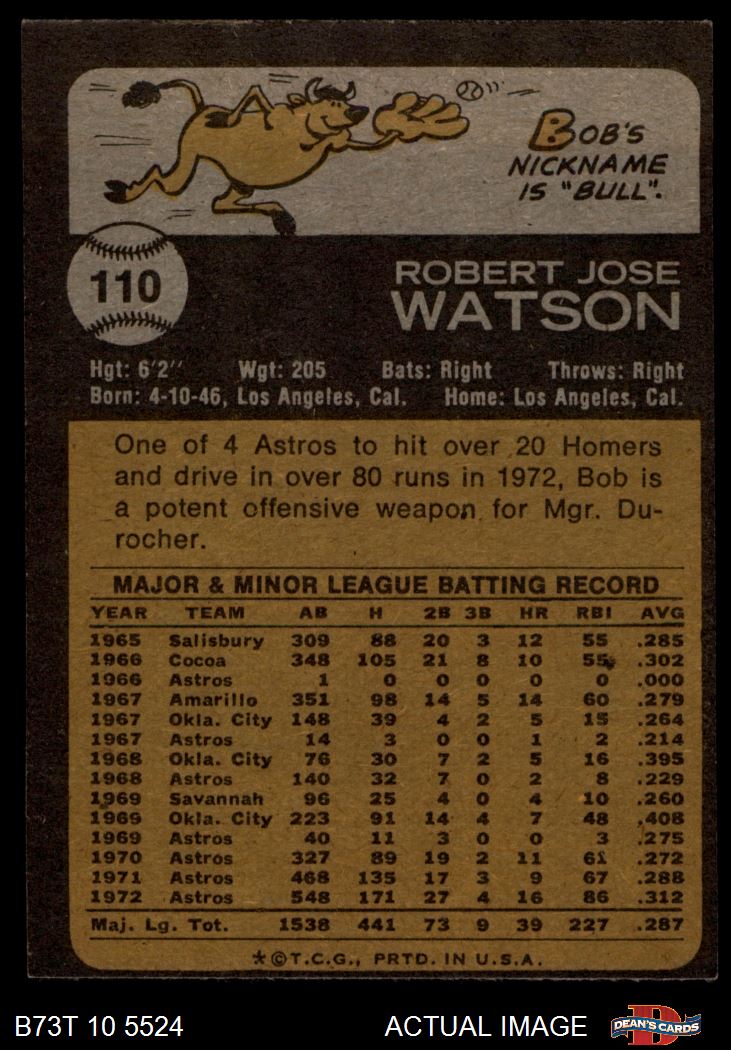 BOB'S
NICKNAME
IS "BULL".
110
ROBERT JOSE
WATSON
Hgt: 6'2" Wgt: 205 Bats: Right Throws: Right
Born: 4-10-46, Los Angeles, Cal. Home: Los Angeles, Cal.
One of 4 Astros to hit over 20 Homers
and drive in over 80 runs in 1972, Bob is
a potent offensive weapon for Mgr. Du-
rocher.
MAJOR & MINOR LEAGUE BATTING RECORD
YEAR TEAM AB H 2B 3B HR RBI AVG
1965 Salisbury 309 88 20 3 12 55 .285
1966 Cocoa 348 105 21 8 10 55 .302
1966 Astros 1 0 0 0 0 0 .000
1967 Amarillo 351 98 14 5 14 60 .279
1967 Okla. City 148 39 4 2 5 15 .264
1967 Astros 14 3 0 0 1 2 .214
1968 Okla. City 76 30 7 2 5 16 .395
1968 Astros 140 32 7 0 2 8 .229
1969 Savannah 96 25 4 0 4 10 .260
1969 Okla. City 223 91 14 4 7 48 .408
1969 Astros 40 11 3 0 0 3 .275
1970 Astros 327 89 19 2 11 61 .272
1971 Astros 468 135 17 3 9 67 .288
1972 Astros 548 171 27 4 16 86 .312
Maj. Lg. Tot. 1538 441 73 9 39 227 .287
*©T.C.G., PRTD. IN U.S.A.
B73T 10 5524 ACTUAL IMAGE
D
DEAN'S CARDS